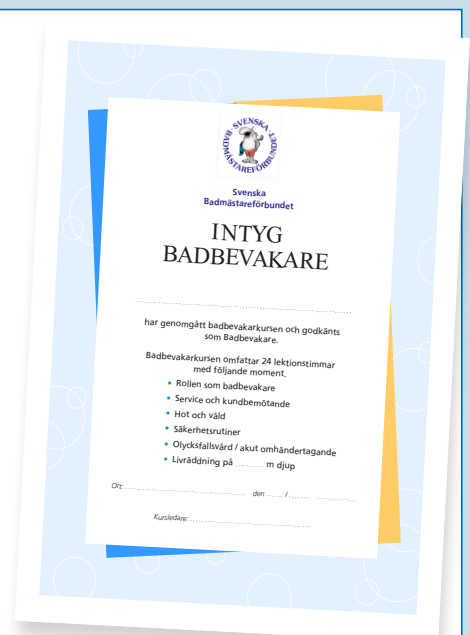 SVENSKA
BADMÄSTAREFÖRBUNDET
Svenska
Badmästareförbundet
INTYG
BADBEVAKARE
har genomgått badbevakarkursen och godkänts
som Badbevakare.
Badbevakarkursen omfattar 24 lektionstimmar
med följande moment.
• Rollen som badbevakare
• Service och kundbemötande
• Hot och våld
• Säkerhetsrutiner
• Olycksfallsvård / akut omhändertagande
• Livräddning på ......... m djup
Ort: ........................................ den ...... / ....... .............
Kursledare: ........................................